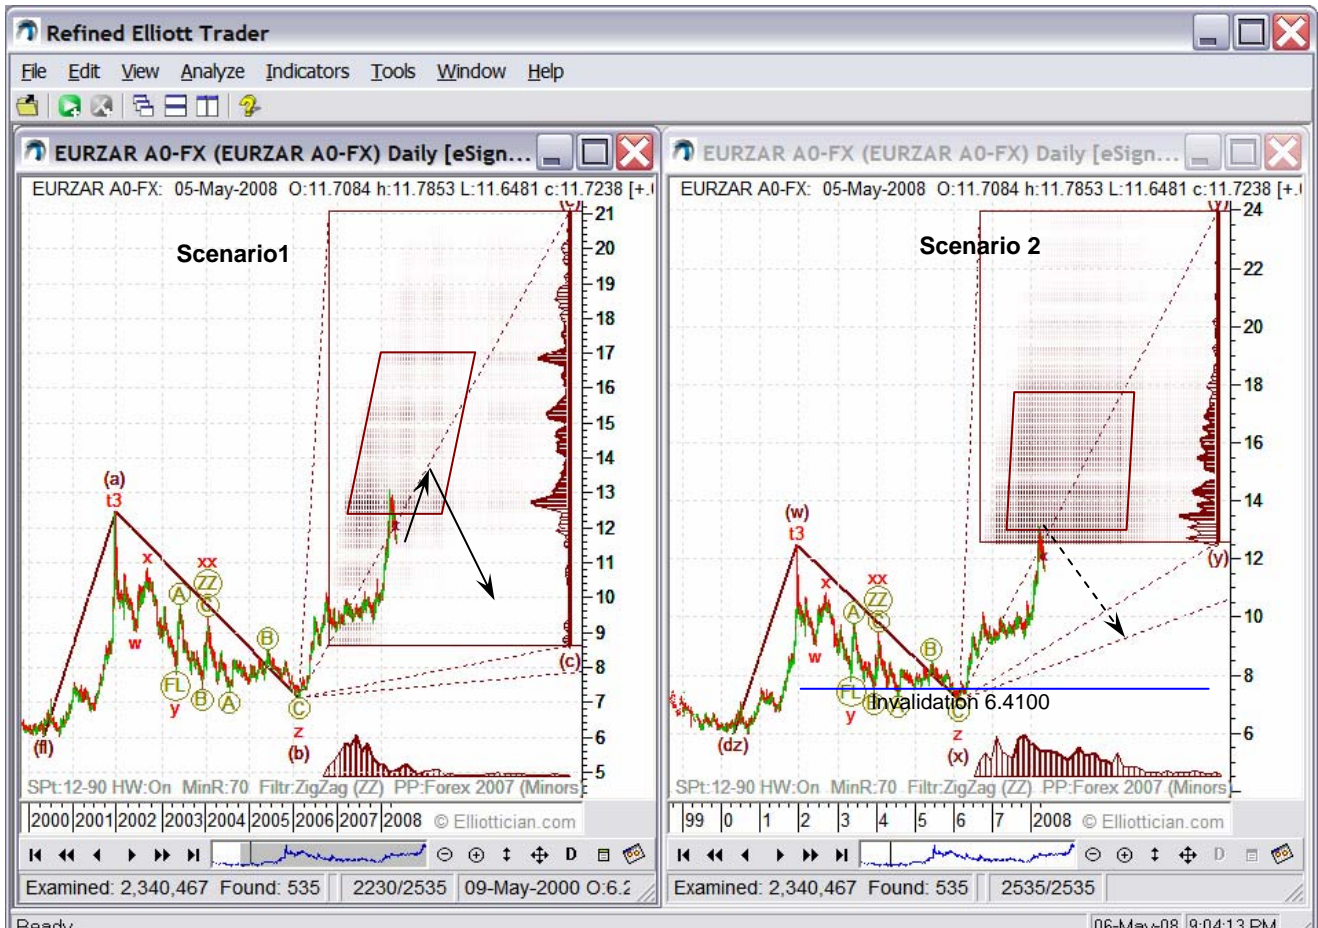 Refined Elliott Trader
File Edit View Analyze Indicators Tools Window Help
EURZAR A0-FX (EURZAR A0-FX) Daily [eSign...
EURZAR A0-FX: 05-May-2008 O:11.7084 h:11.7853 L:11.6481 c:11.7238 [+.
Scenario1
(c)
21
20
19
18
17
16
15
14
13
12
11
10
9
8
7
6
5
(a)
t3
x
xx
ZZ
A
C
B
w
FL
B
A
y
C
z
(b)
(fl)
(c)
SPt:12-90 HW:On MinR:70 Filtr:ZigZag (ZZ) PP:Forex 2007 (Minors
2000 2001 2002 2003 2004 2005 2006 2007 2008 © Elliottician.com
D
Examined: 2,340,467 Found: 535 2230/2535 09-May-2000 O:6.2
EURZAR A0-FX (EURZAR A0-FX) Daily [eSign...
EURZAR A0-FX: 05-May-2008 O:11.7084 h:11.7853 L:11.6481 c:11.7238 [+.
Scenario 2
(y)
24
22
20
18
16
14
12
10
8
6
(w)
t3
x
xx
ZZ
A
C
B
w
FL
B
A
Invalidation 6.4100
C
y
z
(x)
(dz)
(y)
SPt:12-90 HW:On MinR:70 Filtr:ZigZag (ZZ) PP:Forex 2007 (Minors
99 0 1 2 3 4 5 6 7 2008 © Elliottician.com
D
Examined: 2,340,467 Found: 535 2535/2535
Ready 06-May-08 9:04:13 PM